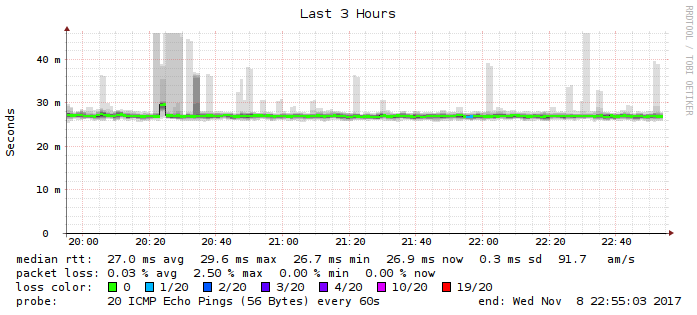 Last 3 Hours
RRDTOOL / TOBI OETIKER
Seconds
40 m
30 m
20 m
10 m
0
20:00 20:20 20:40 21:00 21:20 21:40 22:00 22:20 22:40
median rtt: 27.0 ms avg 29.6 ms max 26.7 ms min 26.9 ms now 0.3 ms sd 91.7 am/s
packet loss: 0.03 % avg 2.50 % max 0.00 % min 0.00 % now
loss color: 0 1/20 2/20 3/20 4/20 10/20 19/20
probe: 20 ICMP Echo Pings (56 Bytes) every 60s end: Wed Nov 8 22:55:03 2017